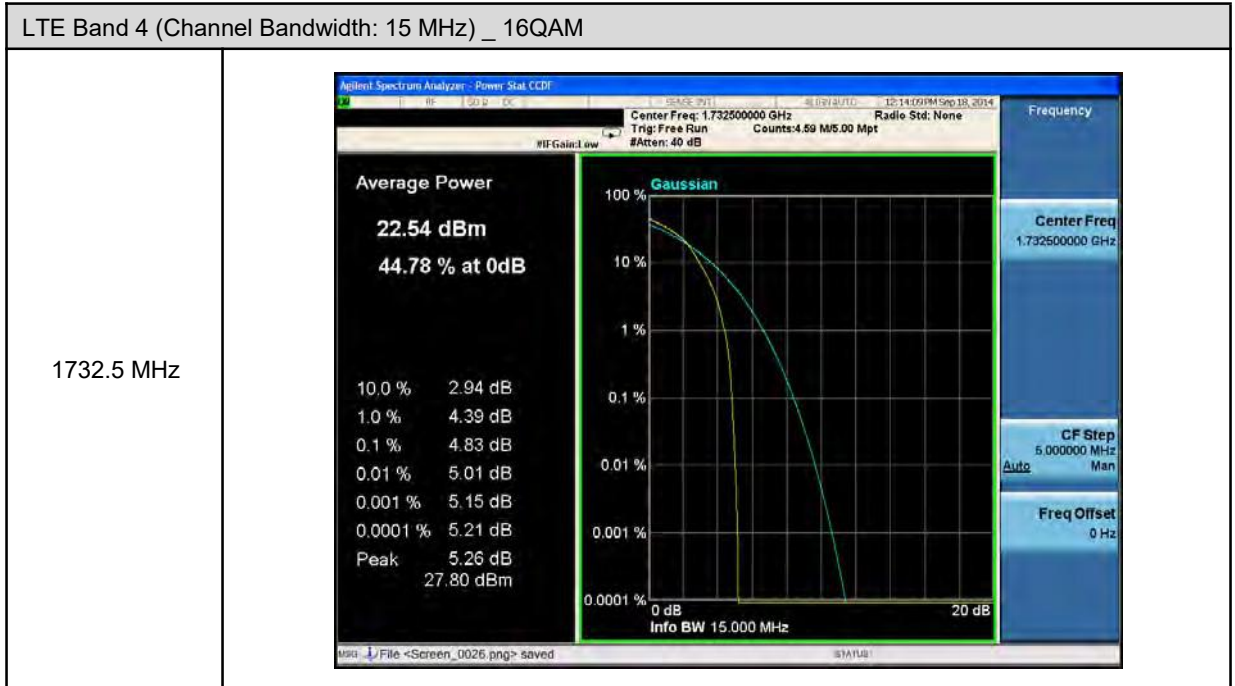 LTE Band 4 (Channel Bandwidth: 15 MHz) _ 16QAM
1732.5 MHz
Agilent Spectrum Analyzer - Power Stat CCDF
RF
DC
12:14:09 PM Sep 18, 2014
Center Freq: 1.732500000 GHz
Radio Std: None
Trig: Free Run
Counts:4.59 M/5.00 Mpt
#IFGain:Low
#Atten: 40 dB
Average Power
22.54 dBm
44.78 % at 0dB
10.0 % 2.94 dB
1.0 % 4.39 dB
0.1 % 4.83 dB
0.01 % 5.01 dB
0.001 % 5.15 dB
0.0001 % 5.21 dB
Peak 5.26 dB
27.80 dBm
Gaussian
100 %
10 %
1 %
0.1 %
0.01 %
0.001 %
0.0001 %
0 dB
20 dB
Info BW 15.000 MHz
Frequency
Center Freq
1.732500000 GHz
CF Step
5.000000 MHz
Auto Man
Freq Offset
0 Hz
MSG
File <Screen_0026.png> saved
STATUS